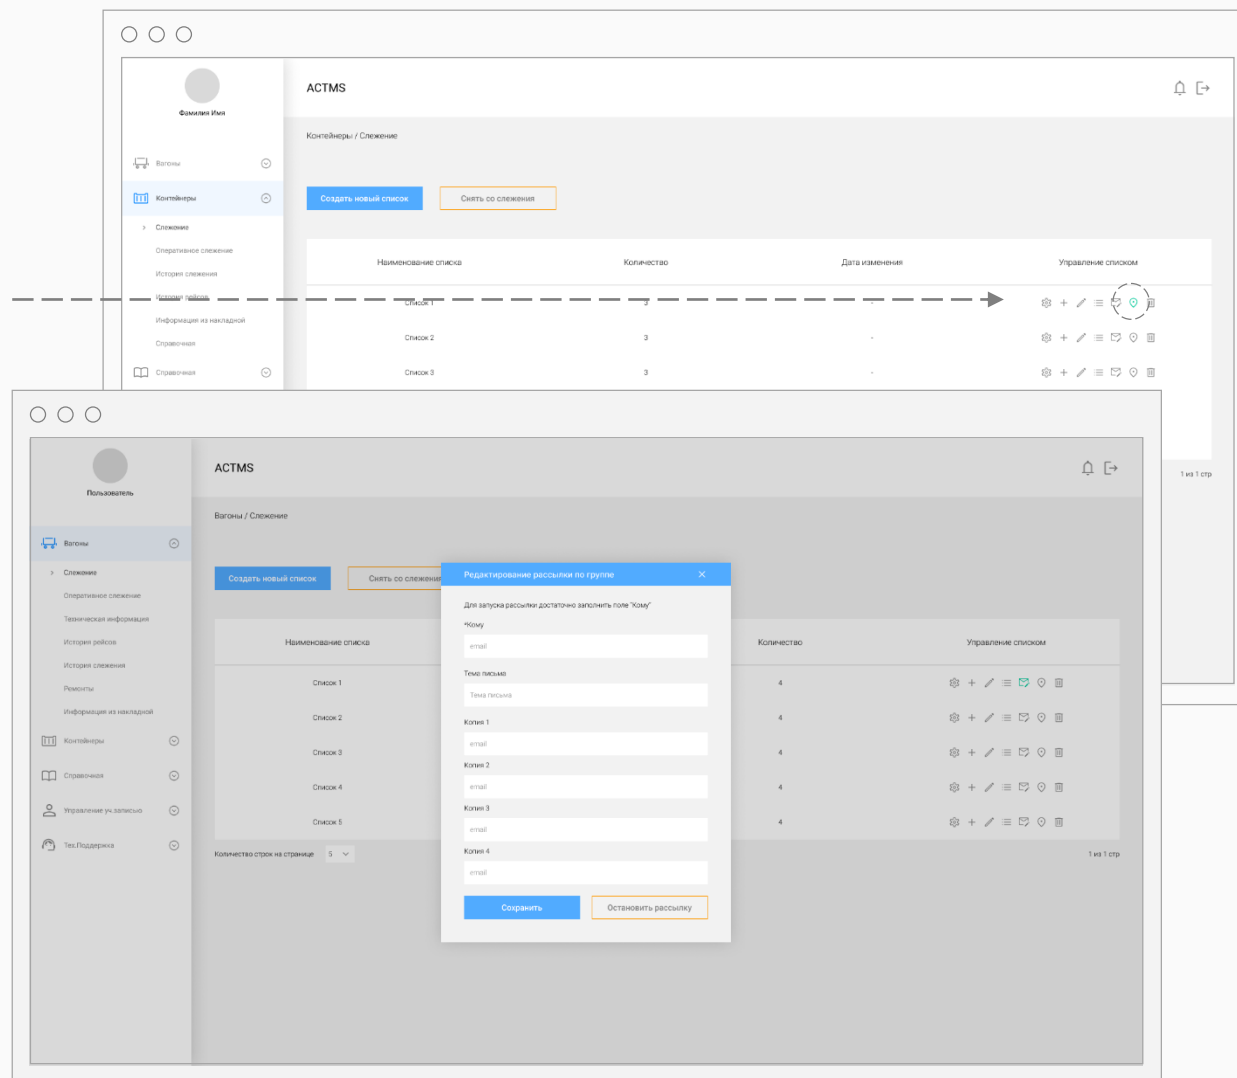 ACTMS
Фамилия Имя
Контейнеры / Слежение
Вагоны
Контейнеры
Создать новый список
Снять со слежения
Слежение
Оперативное слежение
История слежения
История рейсов
Информация из накладной
Справочная
Справочная
Наименование списка
Количество
Дата изменения
Управление списком
Список 1
3
-
Список 2
3
-
Список 3
3
-
1 из 1 стр
ACTMS
Пользователь
Вагоны / Слежение
Вагоны
Слежение
Оперативное слежение
Техническая информация
История рейсов
История слежения
Ремонты
Информация из накладной
Контейнеры
Справочная
Управление уч.записью
Тех.Поддержка
Создать новый список
Снять со слежения
Наименование списка
Количество
Управление списком
Список 1
4
Список 2
4
Список 3
4
Список 4
4
Список 5
4
Количество строк на странице
5
1 из 1 стр
Редактирование рассылки по группе
Для запуска рассылки достаточно заполнить поле "Кому"
*Кому
email
Тема письма
Тема письма
Копия 1
email
Копия 2
email
Копия 3
email
Копия 4
email
Сохранить
Остановить рассылку